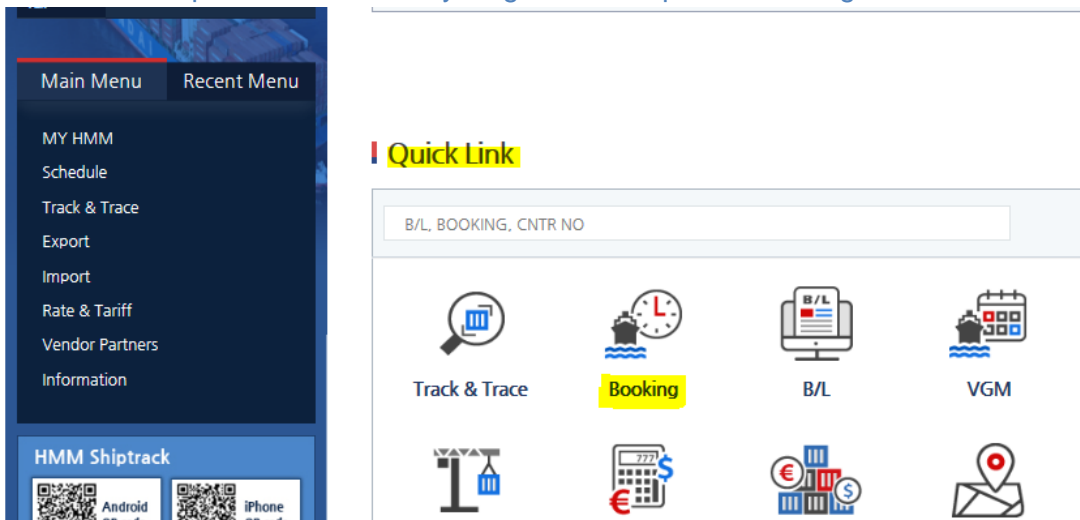 Main Menu
Recent Menu
MY HMM
Schedule
Track & Trace
Export
Import
Rate & Tariff
Vendor Partners
Information
HMM Shiptrack
Android
iPhone
Quick Link
B/L, BOOKING, CNTR NO
B/L
Track & Trace
Booking
B/L
VGM
777